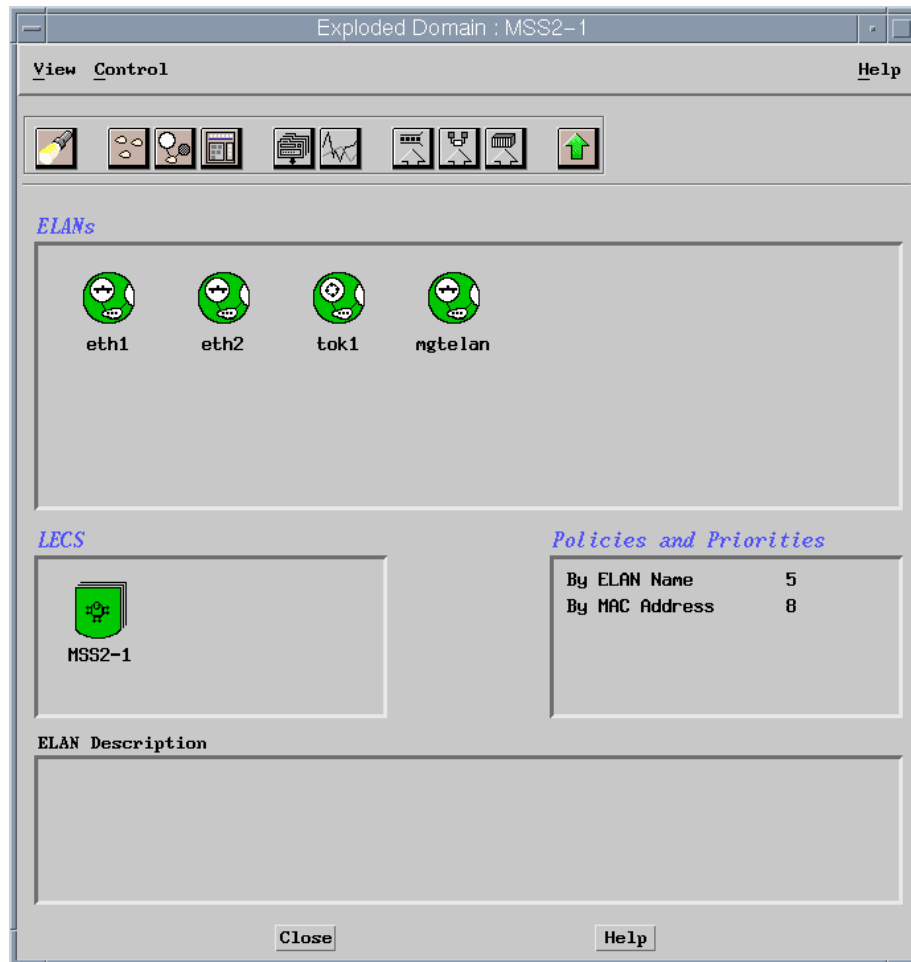 Exploded Domain : MSS2-1
View Control Help
ELANs
eth1 eth2 tok1 mgtelan
LECS Policies and Priorities
By ELAN Name 5
By MAC Address 8
MSS2-1
ELAN Description
Close Help